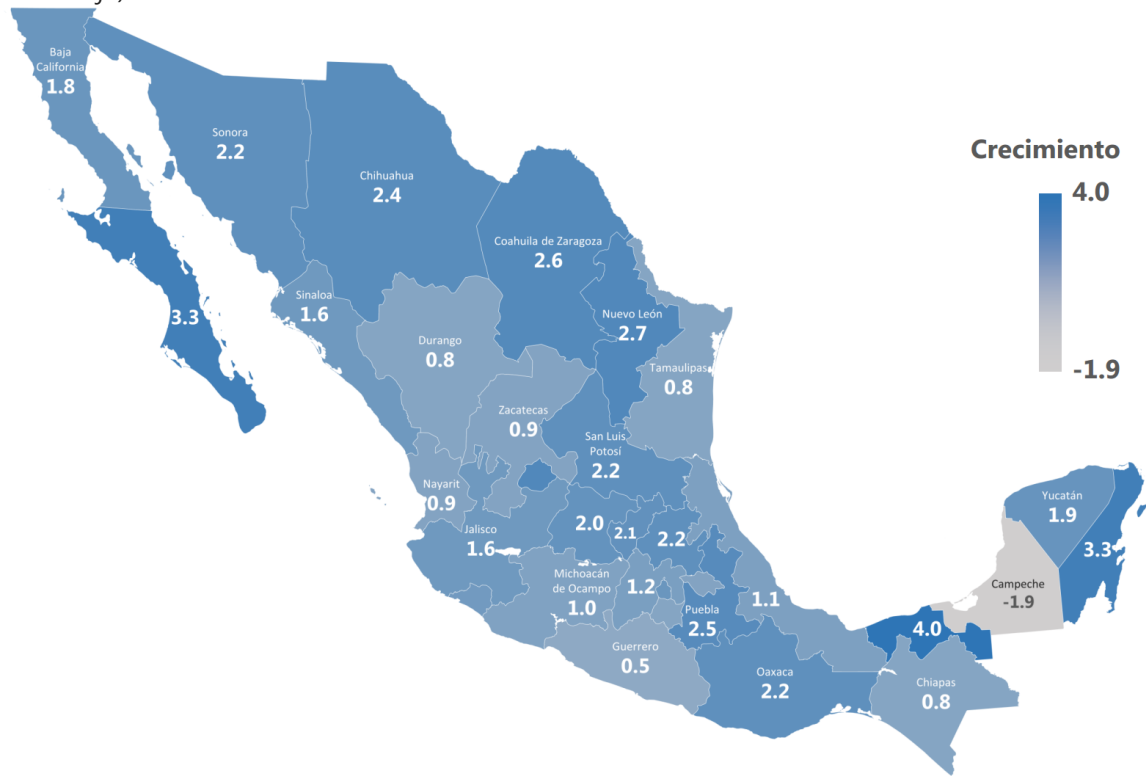 Baja
California
1.8
Sonora
2.2
Chihuahua
2.4
Crecimiento
4.0
-1.9
Coahuila de Zaragoza
2.6
Sinaloa
1.6
3.3
Nuevo León
2.7
Durango
0.8
Tamaulipas
0.8
Zacatecas
0.9
San Luis
Potosí
2.2
Nayarit
0.9
Jalisco
1.6
2.0
2.1
2.2
Yucatán
1.9
3.3
Michoacán
de Ocampo
1.0
1.2
Puebla
2.5
1.1
Campeche
-1.9
4.0
Guerrero
0.5
Oaxaca
2.2
Chiapas
0.8